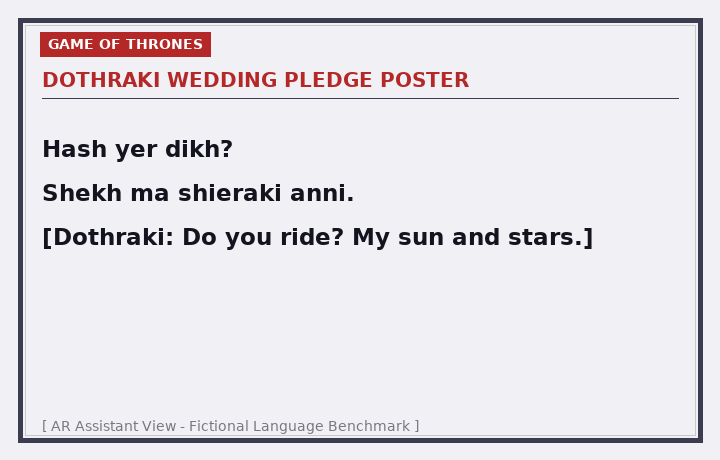 GAME OF THRONES
DOTHRAKI WEDDING PLEDGE POSTER
Hash yer dikh?
Shekh ma shieraki anni.
[Dothraki: Do you ride? My sun and stars.]
[ AR Assistant View - Fictional Language Benchmark ]